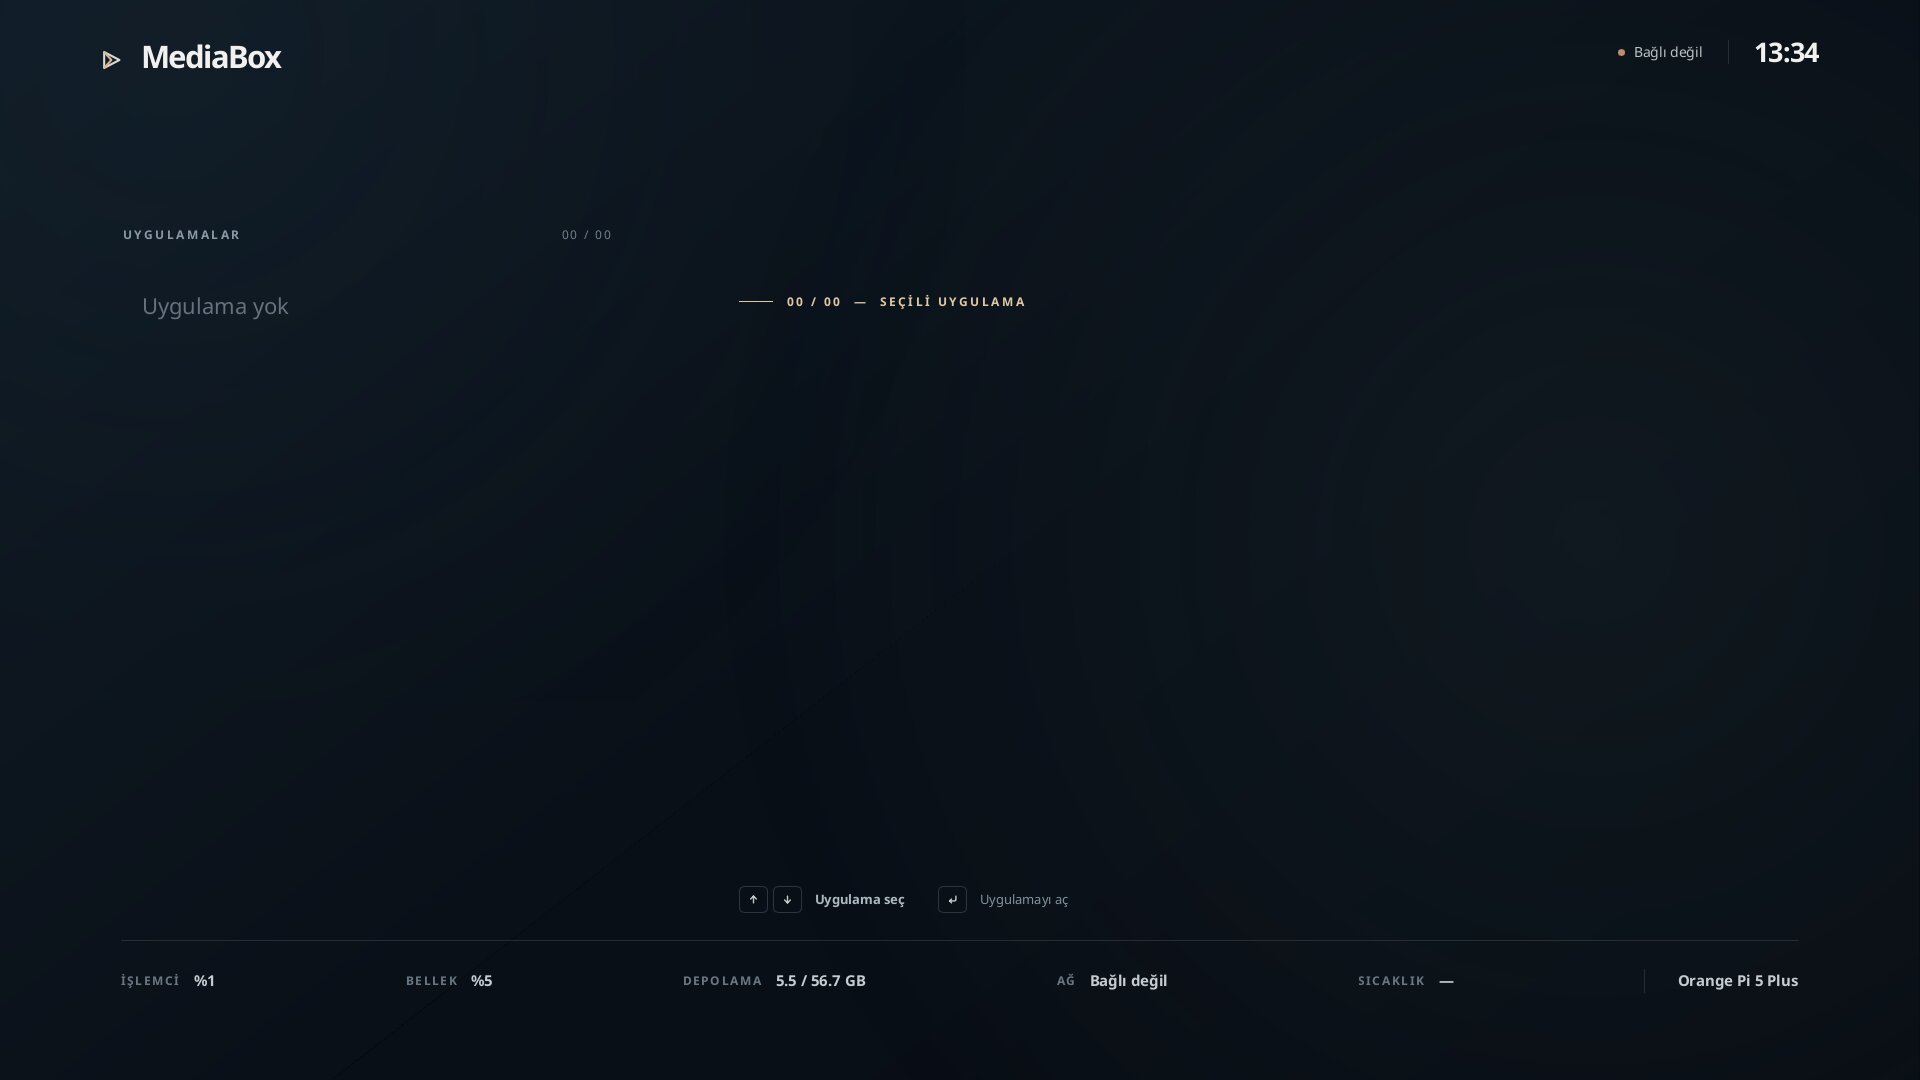 MediaBox
Bağlı değil
13:34
UYGULAMALAR 00 / 00
Uygulama yok
00 / 00 — SEÇİLİ UYGULAMA
↑ ↓ Uygulama seç ↵ Uygulamayı aç
İŞLEMCİ %1 BELLEK %5 DEPOLAMA 5.5 / 56.7 GB AĞ Bağlı değil SICAKLIK — Orange Pi 5 Plus